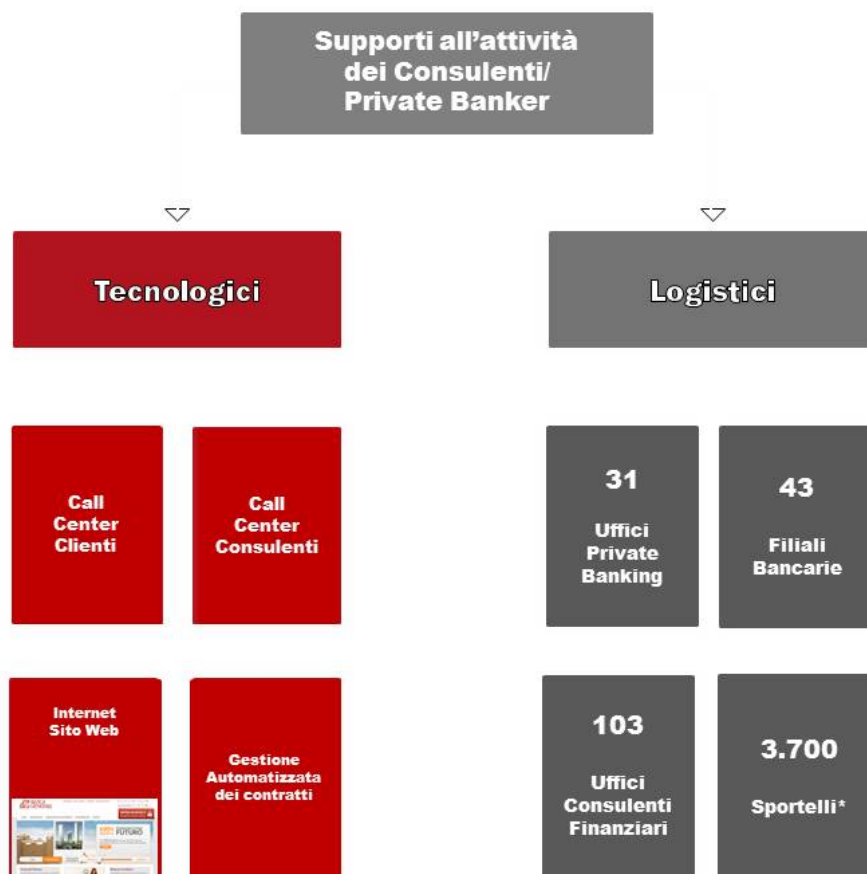 Supporti all’attività
dei Consulenti/
Private Banker
Tecnologici
Logistici
Call
Center
Clienti
Call
Center
Consulenti
31
Uffici
Private
Banking
43
Filiali
Bancarie
Internet
Sito Web
FUTURO
Gestione
Automatizzata
dei contratti
103
Uffici
Consulenti
Finanziari
3.700
Sportelli*